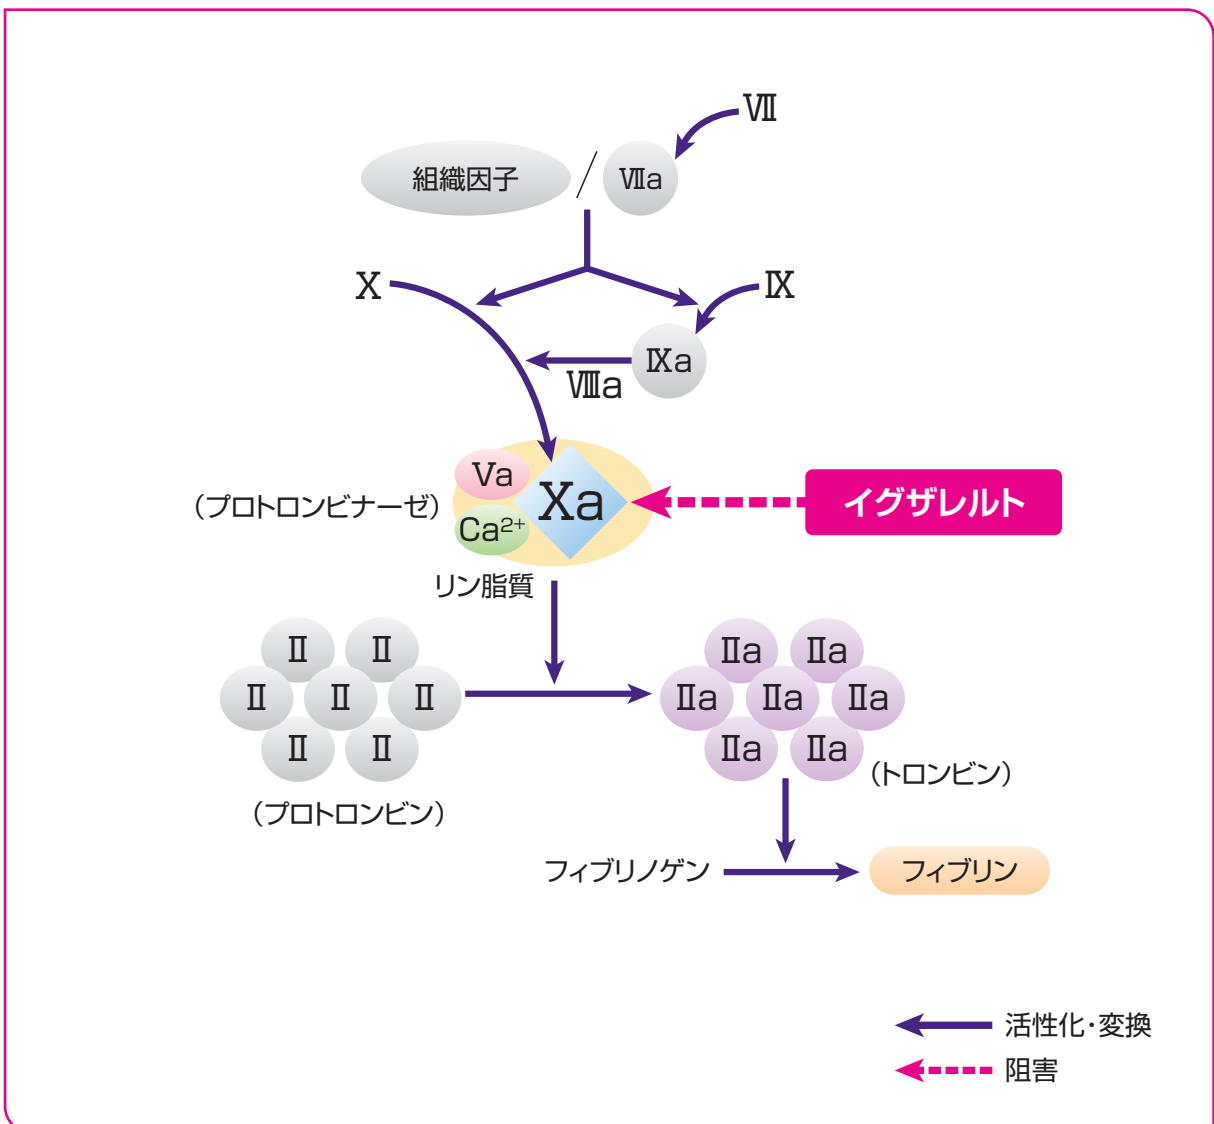 Ⅶ
組織因子 / Ⅶa
Ⅹ
Ⅸ
Ⅸa
Ⅷa
Ⅴa
Ⅹa
イグザレルト
(プロトロンビナーゼ)
Ca²⁺
リン脂質
Ⅱ Ⅱ
Ⅱ Ⅱ Ⅱ
Ⅱ Ⅱ
(プロトロンビン)
Ⅱa Ⅱa
Ⅱa Ⅱa Ⅱa
Ⅱa Ⅱa
(トロンビン)
フィブリノゲン
フィブリン
活性化・変換
阻害